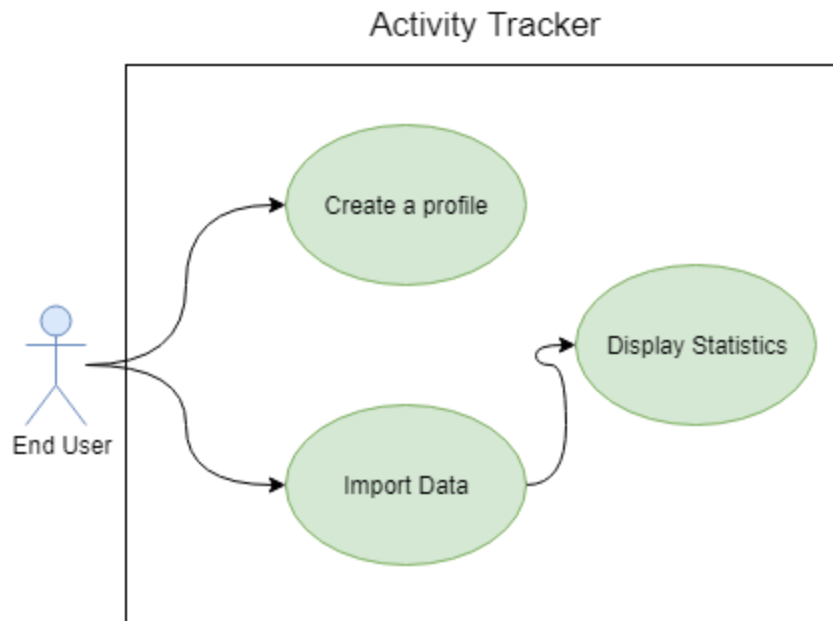 Activity Tracker
Create a profile
Display Statistics
End User
Import Data